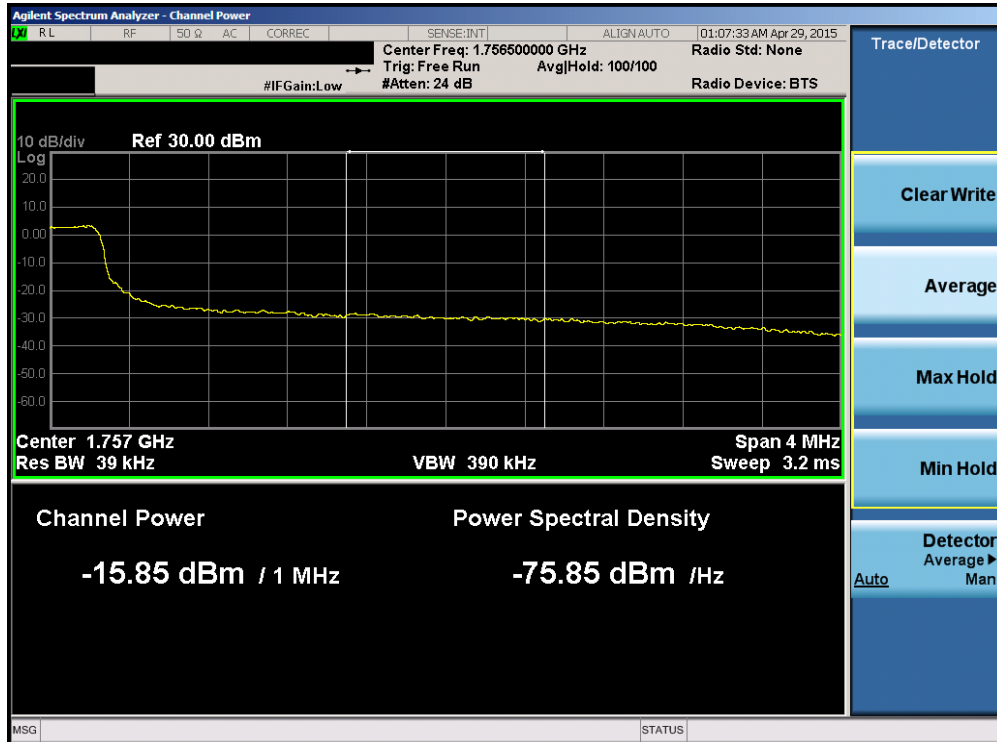 Agilent Spectrum Analyzer - Channel Power
LXI RL RF 50 Ω AC CORREC SENSE:INT ALIGN AUTO 01:07:33 AM Apr 29, 2015
Center Freq: 1.756500000 GHz Radio Std: None
Trig: Free Run Avg|Hold: 100/100
#IFGain:Low #Atten: 24 dB Radio Device: BTS
10 dB/div Ref 30.00 dBm
Log
20.0
10.0
0.00
-10.0
-20.0
-30.0
-40.0
-50.0
-60.0
Center 1.757 GHz Span 4 MHz
Res BW 39 kHz VBW 390 kHz Sweep 3.2 ms
Channel Power Power Spectral Density
-15.85 dBm / 1 MHz -75.85 dBm /Hz
MSG STATUS
Trace/Detector
Clear Write
Average
Max Hold
Min Hold
Detector
Average▶
Auto Man